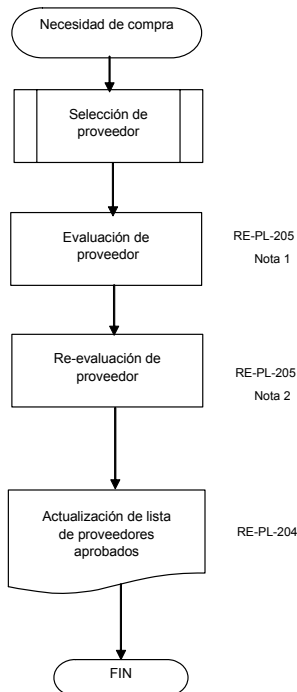 Necesidad de compra
Selección de
proveedor
Evaluación de
proveedor
RE-PL-205
Nota 1
Re-evaluación de
proveedor
RE-PL-205
Nota 2
Actualización de lista
de proveedores
aprobados
RE-PL-204
FIN